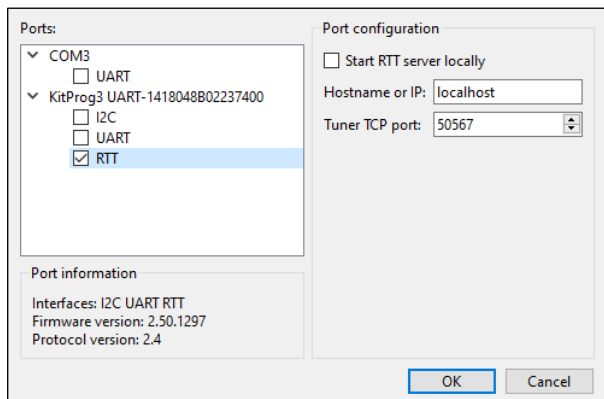 Ports:
COM3
UART
KitProg3 UART-1418048B02237400
I2C
UART
RTT
Port information
Interfaces: I2C UART RTT
Firmware version: 2.50.1297
Protocol version: 2.4
Port configuration
Start RTT server locally
Hostname or IP: localhost
Tuner TCP port: 50567
OK Cancel